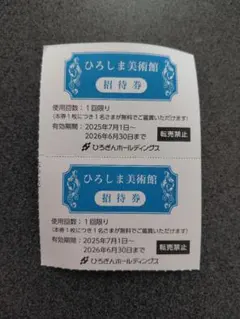 ひろしま美術館
招待券
使用回数：1回限り
（本券1枚につき1名さまが無料でご鑑賞いただけます）
有効期間：2025年7月1日～
2026年6月30日まで
転売禁止
ひろぎんホールディングス
ひろしま美術館
招待券
使用回数：1回限り
（本券1枚につき1名さまが無料でご鑑賞いただけます）
有効期間：2025年7月1日～
2026年6月30日まで
転売禁止
ひろぎんホールディングス